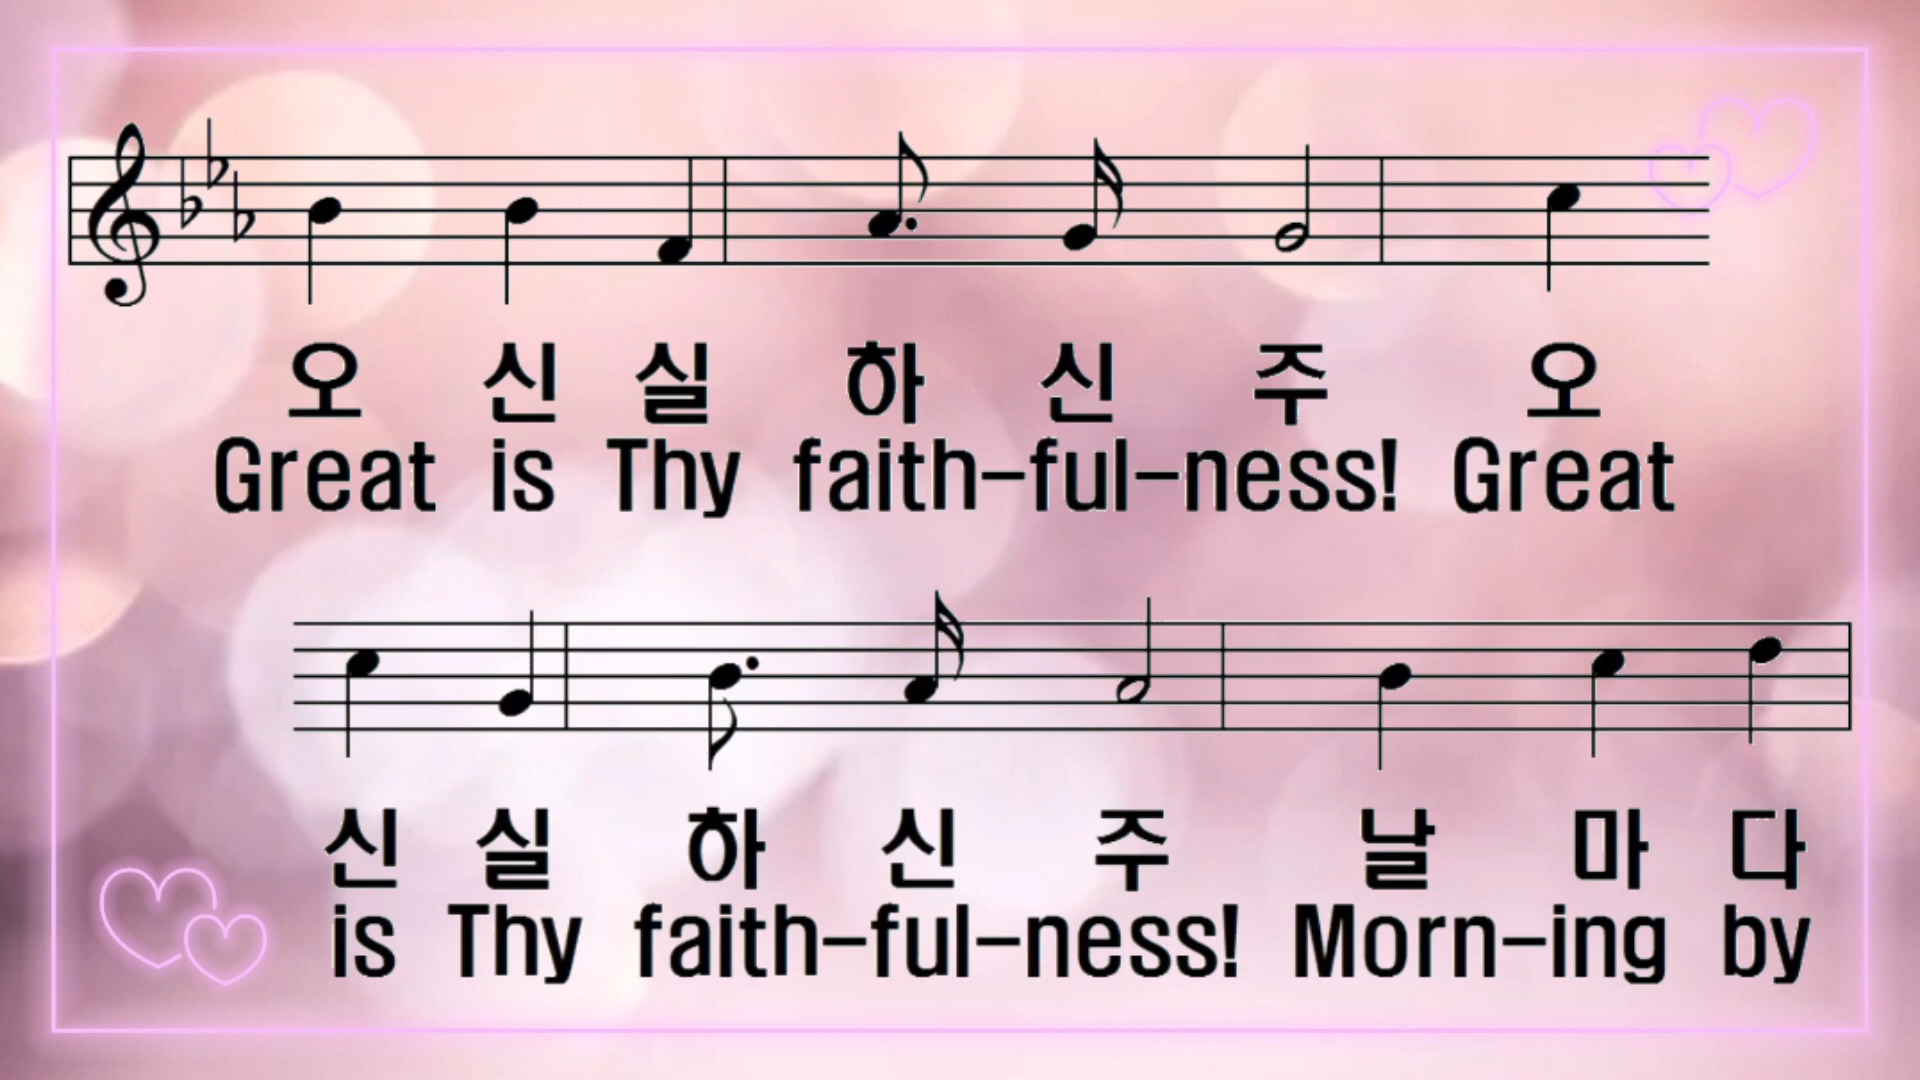 오 신 실 하 신 주 오
Great is Thy faith-ful-ness! Great
신 실 하 신 주 날 마 다
is Thy faith-ful-ness! Morn-ing by